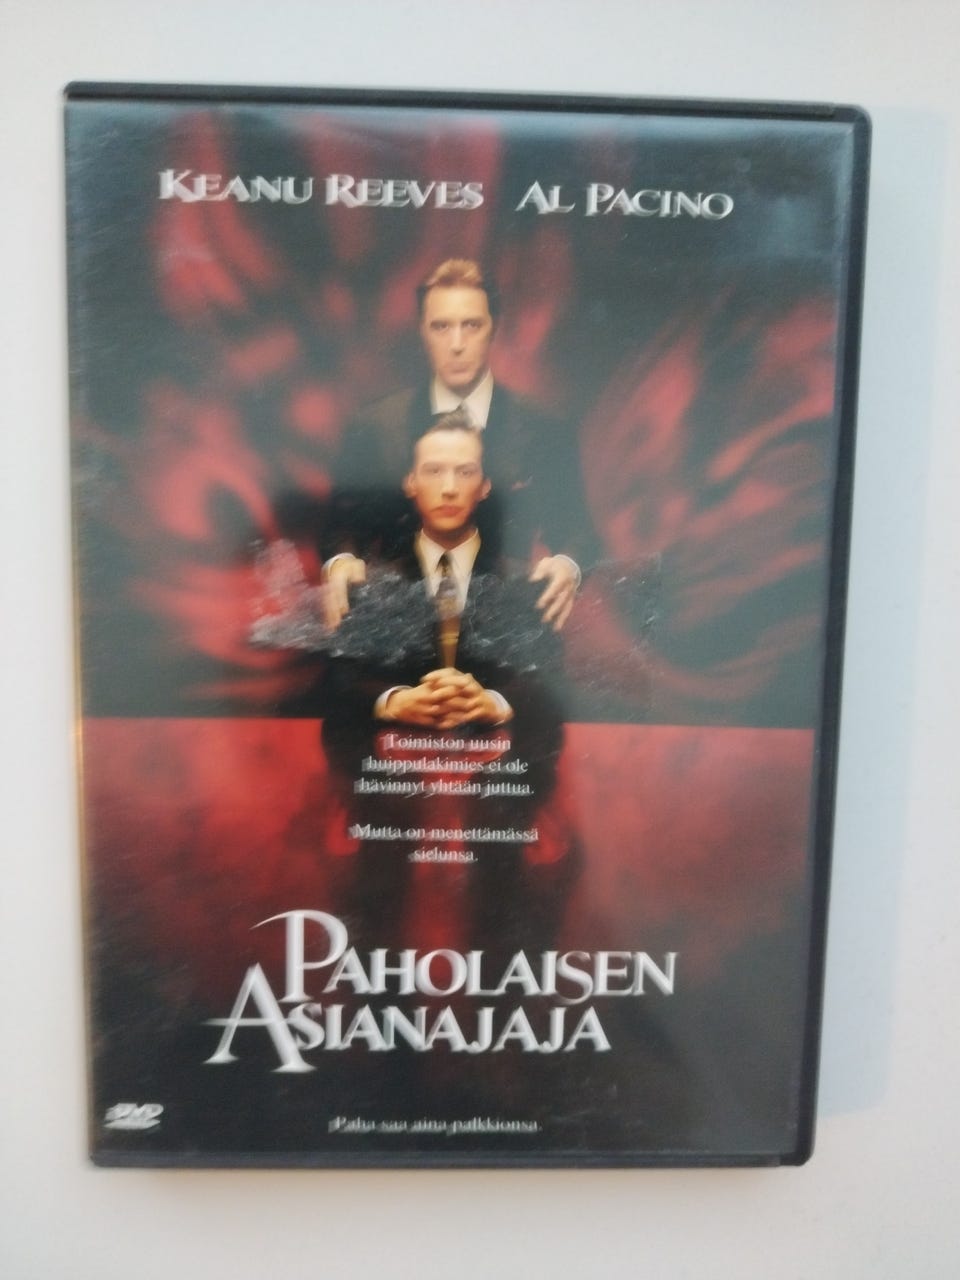 KEANU REEVES AL PACINO
Toimiston uusin
huippulakimies ei ole
hävinnyt yhtään juttua.
Mutta on menettämässä
sielunsa.
PAHOLAISEN
ASIANAJAJA
DVD
Paha saa aina palkkionsa.